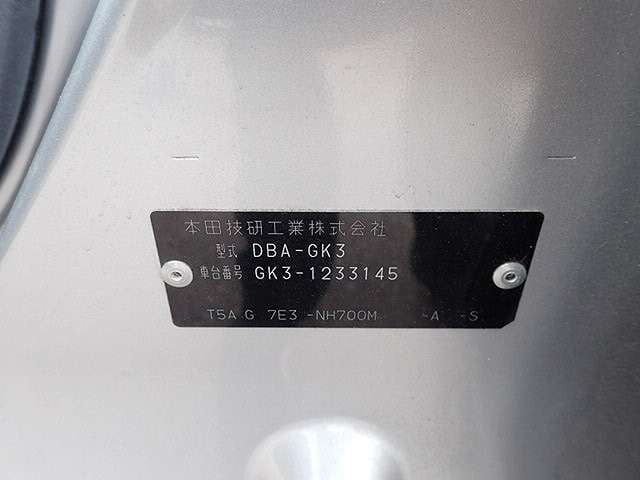 本田技研工業株式会社
型式 DBA-GK3
車台番号 GK3-1233145
T5A G 7E3 -NH700M -A -S